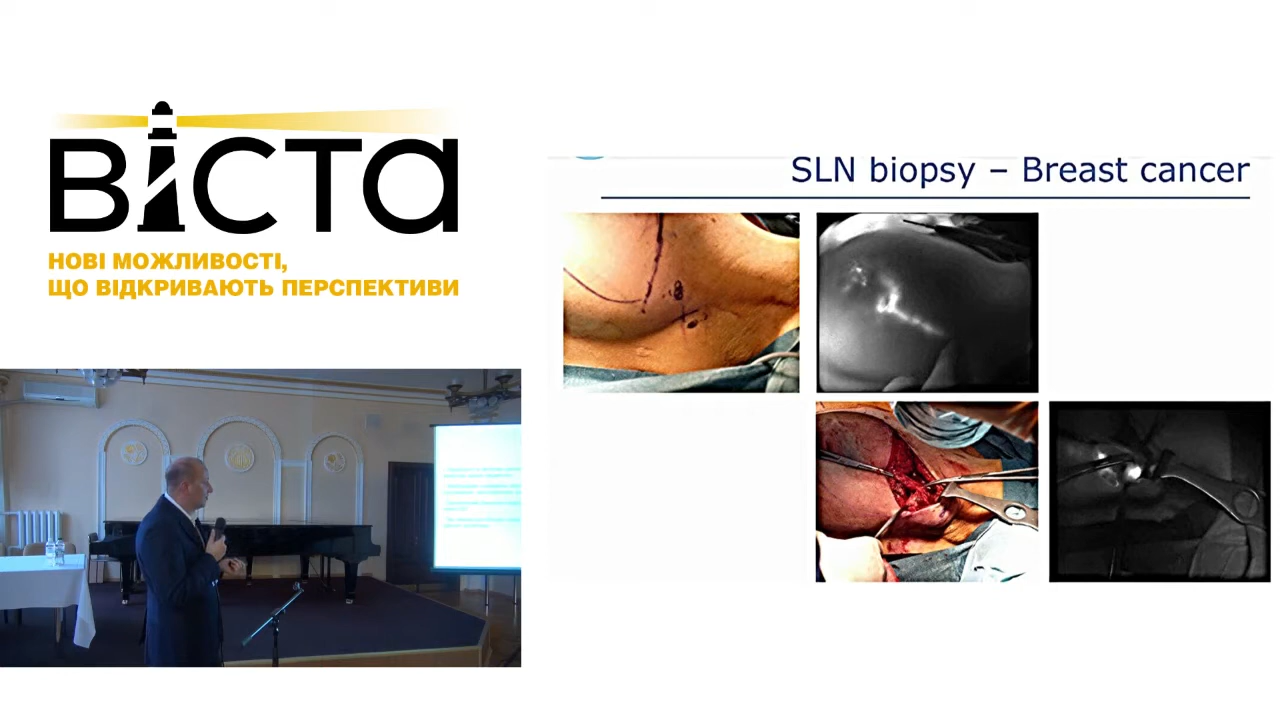 ВІСТА
НОВІ МОЖЛИВОСТІ,
ЩО ВІДКРИВАЮТЬ ПЕРСПЕКТИВИ
SLN biopsy – Breast cancer